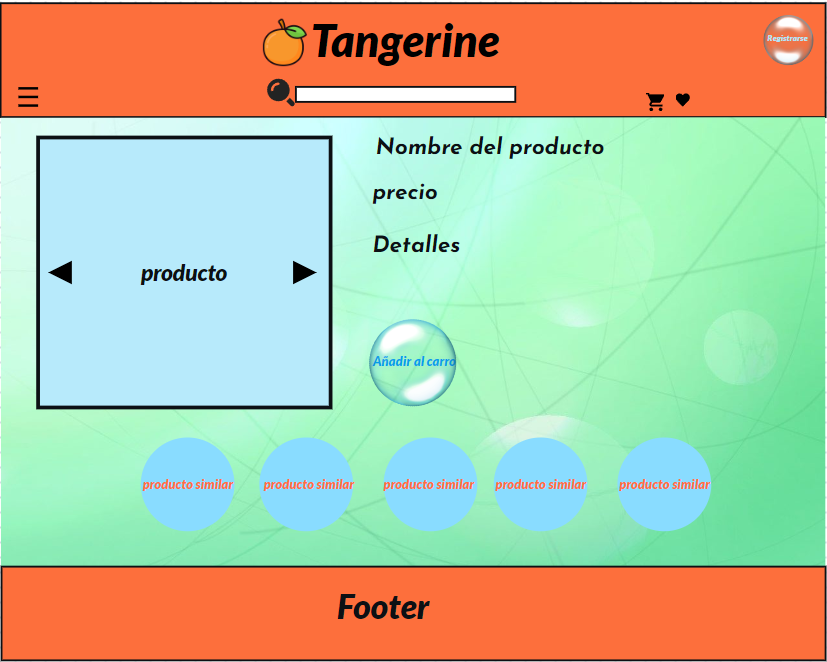 Tangerine
Registrarse
Nombre del producto
precio
Detalles
producto
Añadir al carro
producto similar
producto similar
producto similar
producto similar
producto similar
Footer